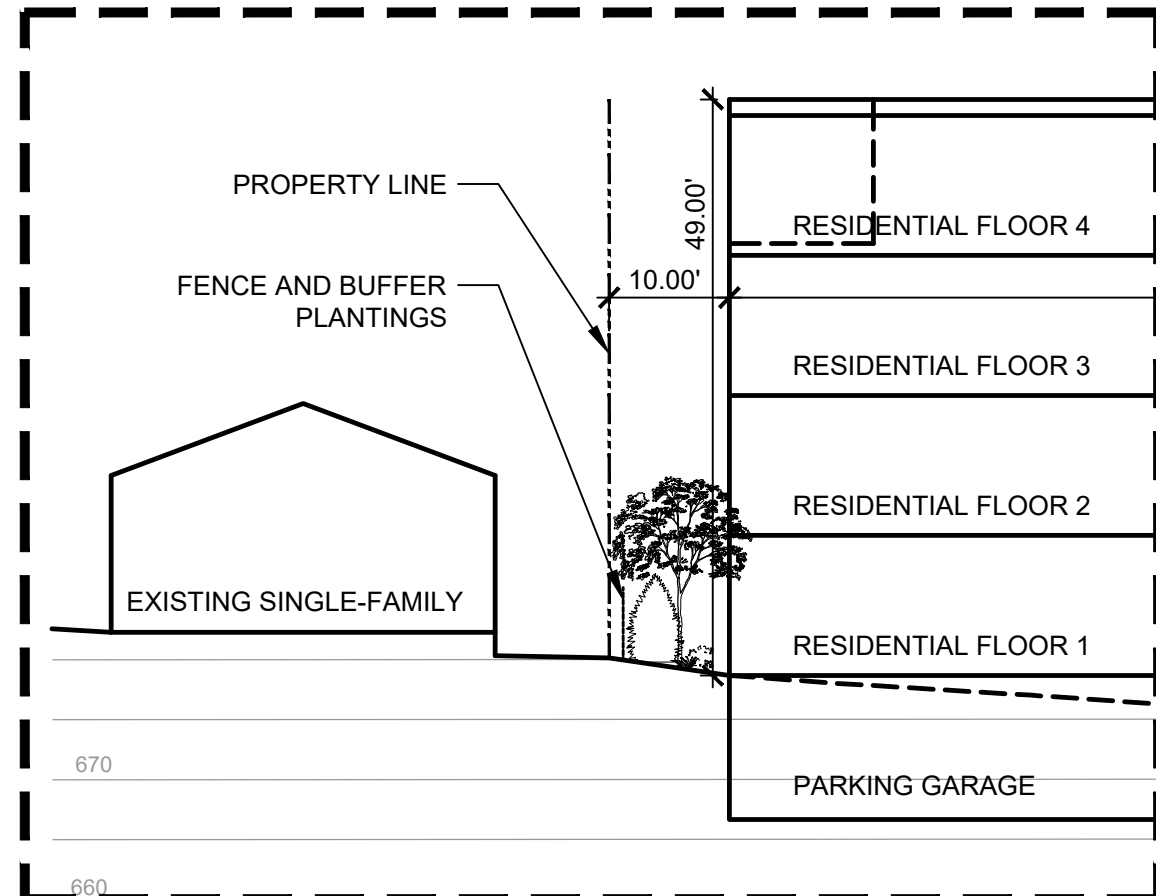 PROPERTY LINE
FENCE AND BUFFER
PLANTINGS
49.00'
10.00'
RESIDENTIAL FLOOR 4
RESIDENTIAL FLOOR 3
RESIDENTIAL FLOOR 2
EXISTING SINGLE-FAMILY
RESIDENTIAL FLOOR 1
670
PARKING GARAGE
660